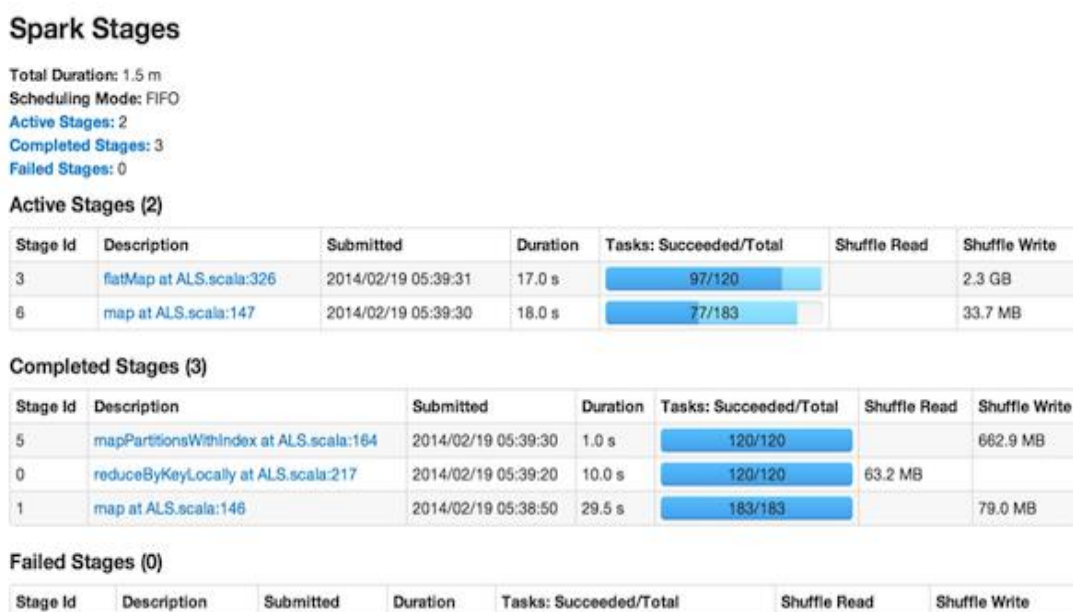 Spark Stages
Total Duration: 1.5 m
Scheduling Mode: FIFO
Active Stages: 2
Completed Stages: 3
Failed Stages: 0
Active Stages (2)
Stage Id Description Submitted Duration Tasks: Succeeded/Total Shuffle Read Shuffle Write
3 flatMap at ALS.scala:326 2014/02/19 05:39:31 17.0 s 97/120 2.3 GB
6 map at ALS.scala:147 2014/02/19 05:39:30 18.0 s 77/183 33.7 MB
Completed Stages (3)
Stage Id Description Submitted Duration Tasks: Succeeded/Total Shuffle Read Shuffle Write
5 mapPartitionsWithIndex at ALS.scala:164 2014/02/19 05:39:30 1.0 s 120/120 662.9 MB
0 reduceByKeyLocally at ALS.scala:217 2014/02/19 05:39:20 10.0 s 120/120 63.2 MB
1 map at ALS.scala:146 2014/02/19 05:38:50 29.5 s 183/183 79.0 MB
Failed Stages (0)
Stage Id Description Submitted Duration Tasks: Succeeded/Total Shuffle Read Shuffle Write